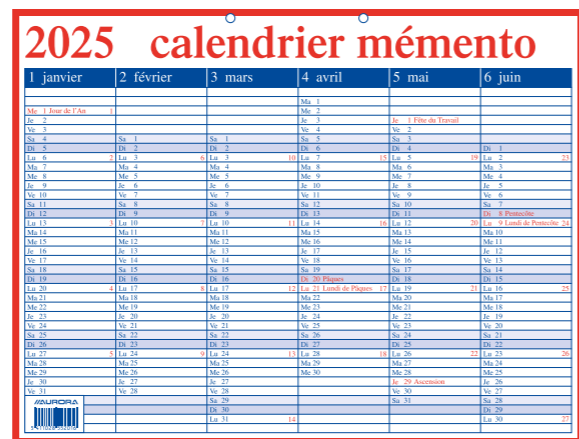 2025 calendrier mémento
1 janvier
Me 1 Jour de l'An 1
Je 2
Ve 3
Sa 4
Di 5
Lu 6 2
Ma 7
Me 8
Je 9
Ve 10
Sa 11
Di 12
Lu 13 3
Ma 14
Me 15
Je 16
Ve 17
Sa 18
Di 19
Lu 20 4
Ma 21
Me 22
Je 23
Ve 24
Sa 25
Di 26
Lu 27 5
Ma 28
Me 29
Je 30
Ve 31
AURORA
2 février
Sa 1
Di 2
Lu 3 6
Ma 4
Me 5
Je 6
Ve 7
Sa 8
Di 9
Lu 10 7
Ma 11
Me 12
Je 13
Ve 14
Sa 15
Di 16
Lu 17 8
Ma 18
Me 19
Je 20
Ve 21
Sa 22
Di 23
Lu 24 9
Ma 25
Me 26
Je 27
Ve 28
3 mars
Sa 1
Di 2
Lu 3 10
Ma 4
Me 5
Je 6
Ve 7
Sa 8
Di 9
Lu 10 11
Ma 11
Me 12
Je 13
Ve 14
Sa 15
Di 16
Lu 17 12
Ma 18
Me 19
Je 20
Ve 21
Sa 22
Di 23
Lu 24 13
Ma 25
Me 26
Je 27
Ve 28
Sa 29
Di 30
Lu 31 14
4 avril
Ma 1
Me 2
Je 3
Ve 4
Sa 5
Di 6
Lu 7 15
Ma 8
Me 9
Je 10
Ve 11
Sa 12
Di 13
Lu 14 16
Ma 15
Me 16
Je 17
Ve 18
Sa 19
Di 20 Pâques
Lu 21 Lundi de Pâques 17
Ma 22
Me 23
Je 24
Ve 25
Sa 26
Di 27
Lu 28 18
Ma 29
Me 30
5 mai
Je 1 Fête du Travail
Ve 2
Sa 3
Di 4
Lu 5 19
Ma 6
Me 7
Je 8
Ve 9
Sa 10
Di 11
Lu 12 20
Ma 13
Me 14
Je 15
Ve 16
Sa 17
Di 18
Lu 19 21
Ma 20
Me 21
Je 22
Ve 23
Sa 24
Di 25
Lu 26 22
Ma 27
Me 28
Je 29 Ascension
Ve 30
Sa 31
6 juin
Di 1
Lu 2 23
Ma 3
Me 4
Je 5
Ve 6
Sa 7
Di 8 Pentecôte
Lu 9 Lundi de Pentecôte 24
Ma 10
Me 11
Je 12
Ve 13
Sa 14
Di 15
Lu 16 25
Ma 17
Me 18
Je 19
Ve 20
Sa 21
Di 22
Lu 23 26
Ma 24
Me 25
Je 26
Ve 27
Sa 28
Di 29
Lu 30 27